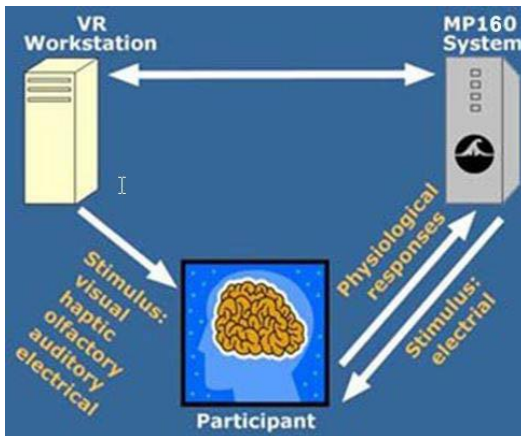 VR
Workstation
MP160
System
Stimulus:
visual
haptic
olfactory
auditory
electrical
Physiological
responses
Stimulus:
electrial
Participant